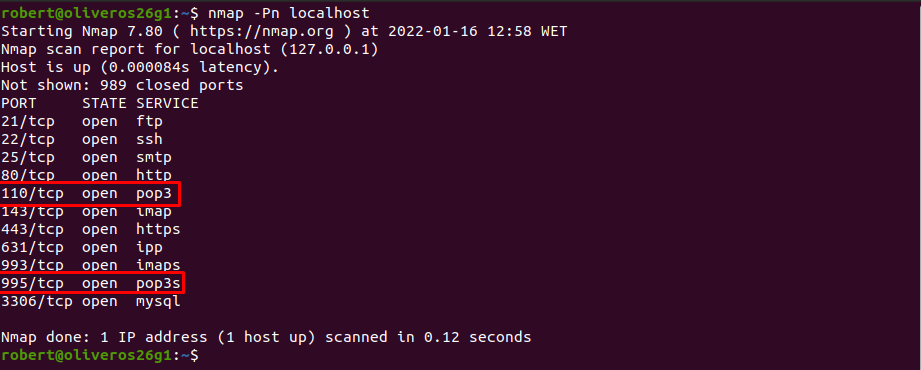 robert@oliveros26g1:~$ nmap -Pn localhost
Starting Nmap 7.80 ( https://nmap.org ) at 2022-01-16 12:58 WET
Nmap scan report for localhost (127.0.0.1)
Host is up (0.000084s latency).
Not shown: 989 closed ports
PORT     STATE SERVICE
21/tcp   open  ftp
22/tcp   open  ssh
25/tcp   open  smtp
80/tcp   open  http
110/tcp  open  pop3
143/tcp  open  imap
443/tcp  open  https
631/tcp  open  ipp
993/tcp  open  imaps
995/tcp  open  pop3s
3306/tcp open  mysql

Nmap done: 1 IP address (1 host up) scanned in 0.12 seconds
robert@oliveros26g1:~$